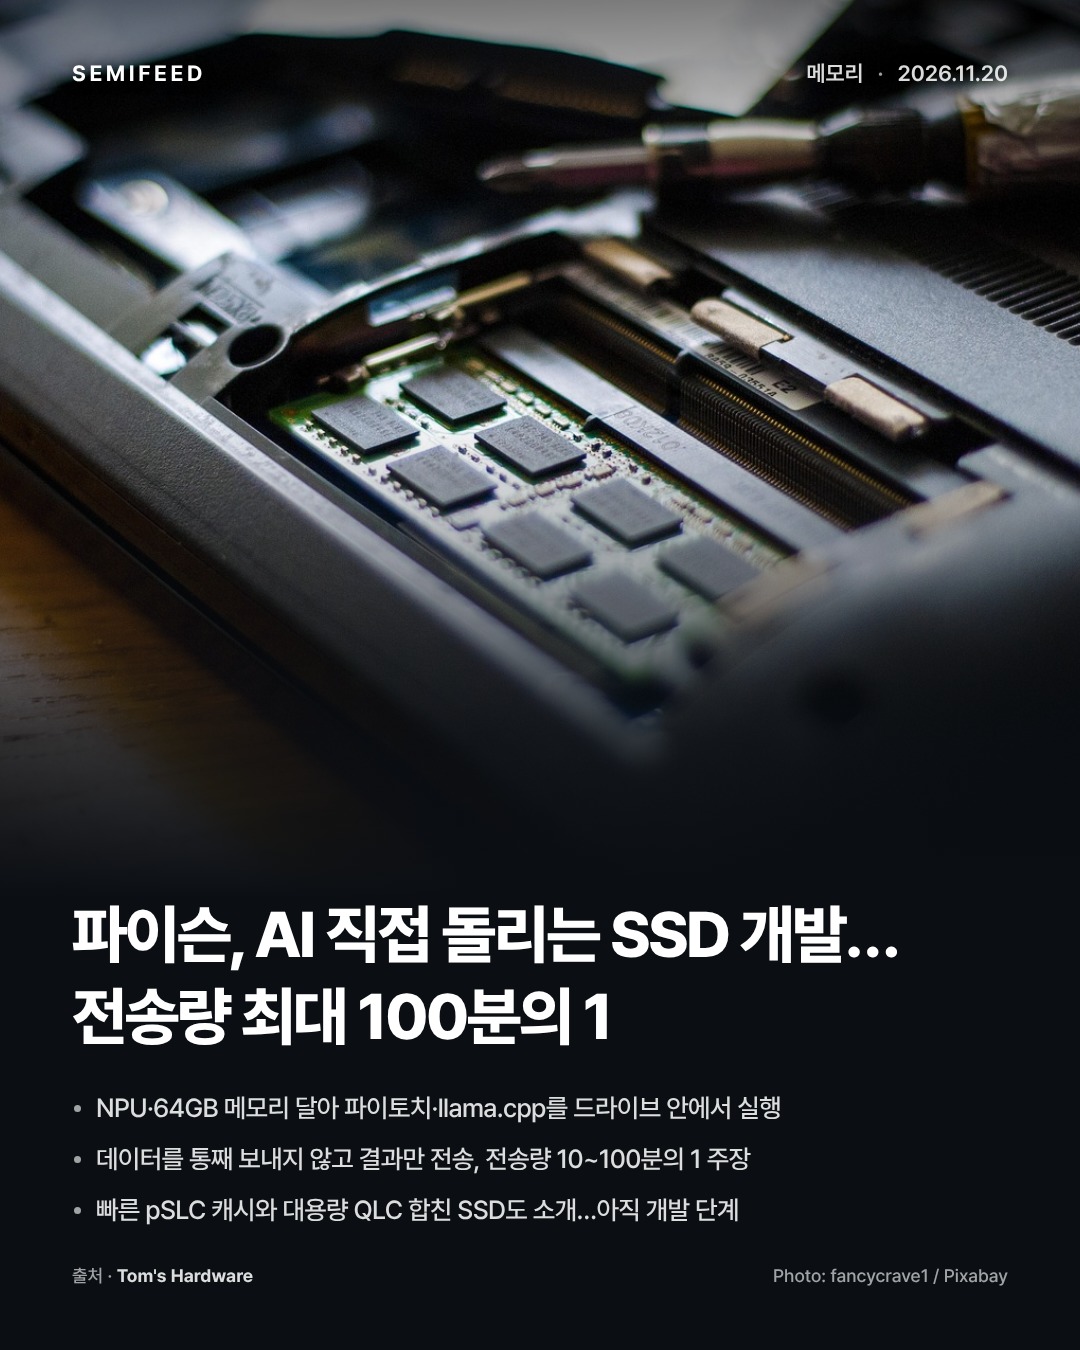 SEMIFEED
메모리 · 2026.11.20
E2
파이슨, AI 직접 돌리는 SSD 개발…
전송량 최대 100분의 1
• NPU·64GB 메모리 달아 파이토치·llama.cpp를 드라이브 안에서 실행
• 데이터를 통째 보내지 않고 결과만 전송, 전송량 10~100분의 1 주장
• 빠른 pSLC 캐시와 대용량 QLC 합친 SSD도 소개…아직 개발 단계
출처 · Tom's Hardware
Photo: fancycrave1 / Pixabay